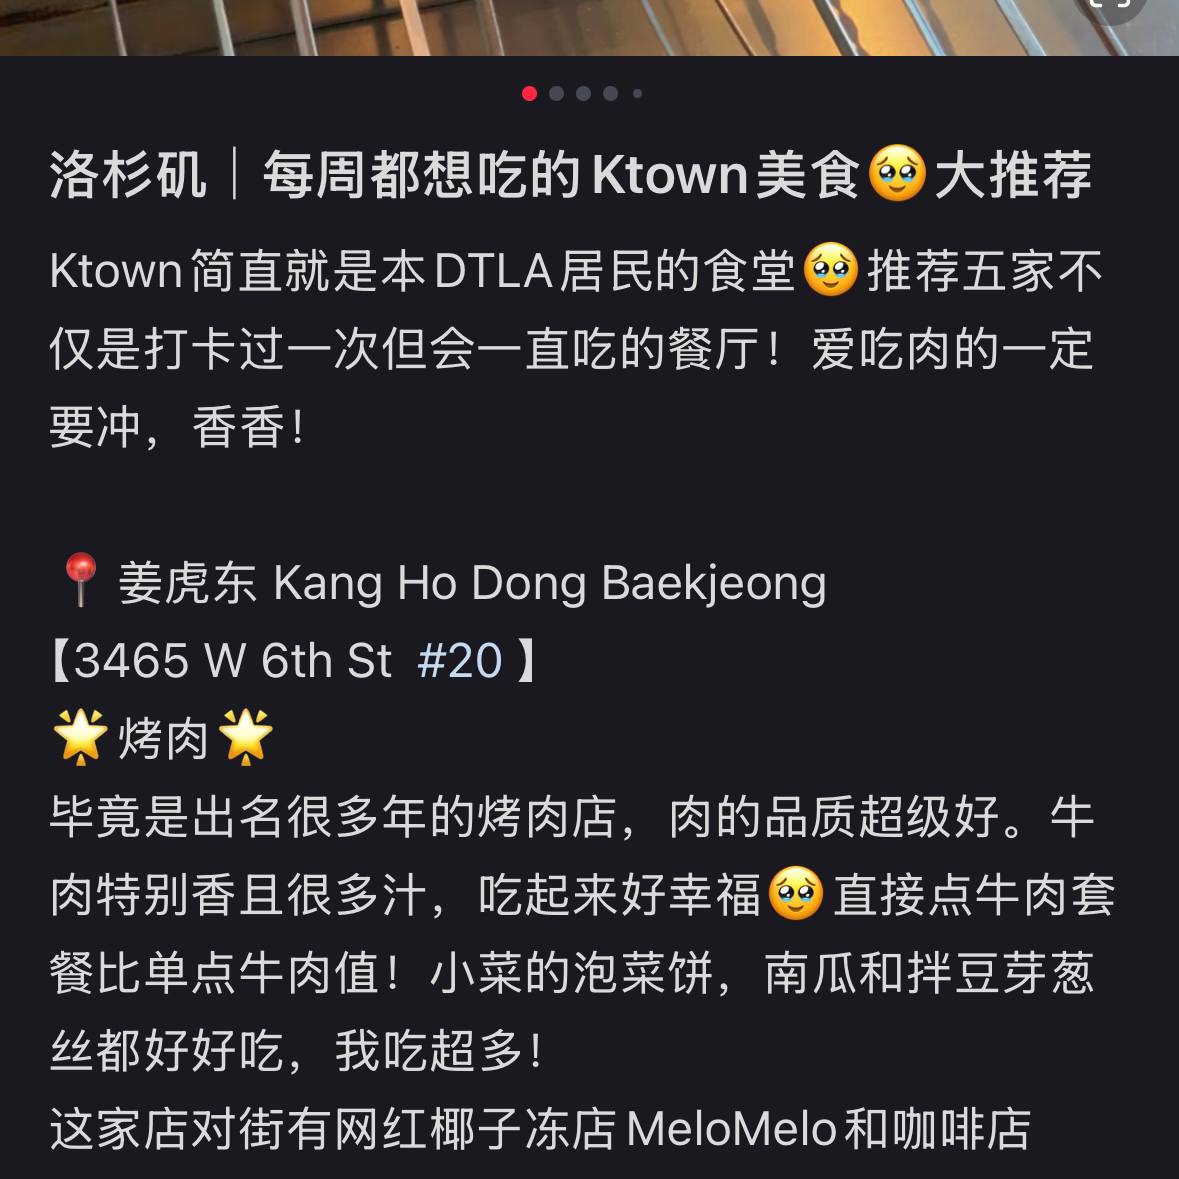 洛杉矶｜每周都想吃的Ktown美食🥹大推荐
Ktown简直就是本DTLA居民的食堂🥹推荐五家不
仅是打卡过一次但会一直吃的餐厅！爱吃肉的一定
要冲，香香！
📍姜虎东 Kang Ho Dong Baekjeong
【3465 W 6th St #20 】
🌟烤肉🌟
毕竟是出名很多年的烤肉店，肉的品质超级好。牛
肉特别香且很多汁，吃起来好幸福🥹直接点牛肉套
餐比单点牛肉值！小菜的泡菜饼，南瓜和拌豆芽葱
丝都好好吃，我吃超多！
这家店对街有网红椰子冻店MeloMelo和咖啡店